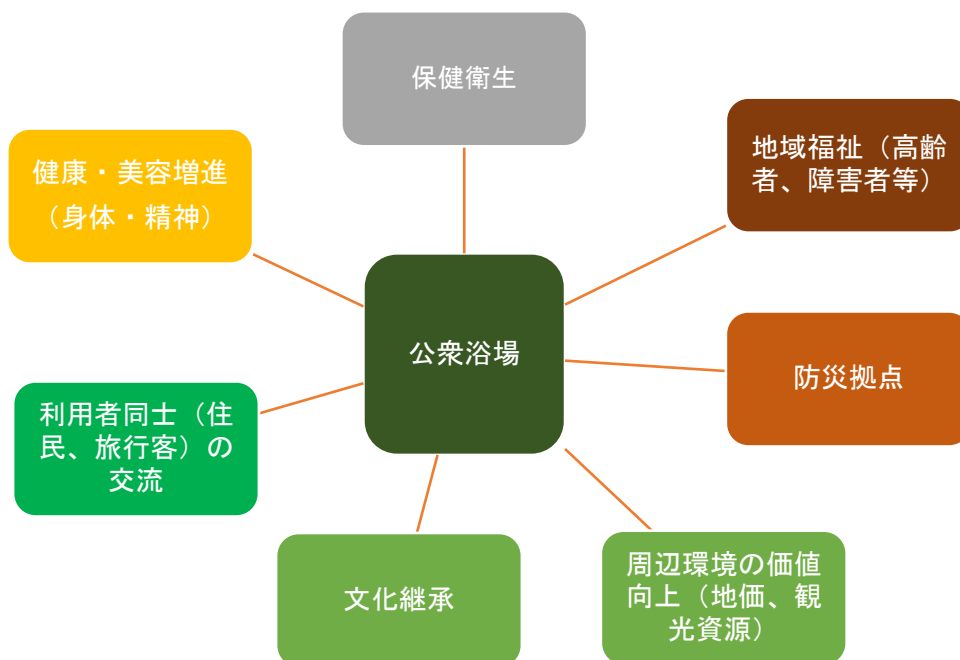 保健衛生
地域福祉（高齢
者、障害者等）
健康・美容増進
（身体・精神）
公衆浴場
防災拠点
利用者同士（住
民、旅行客）の
交流
文化継承
周辺環境の価値
向上（地価、観
光資源）